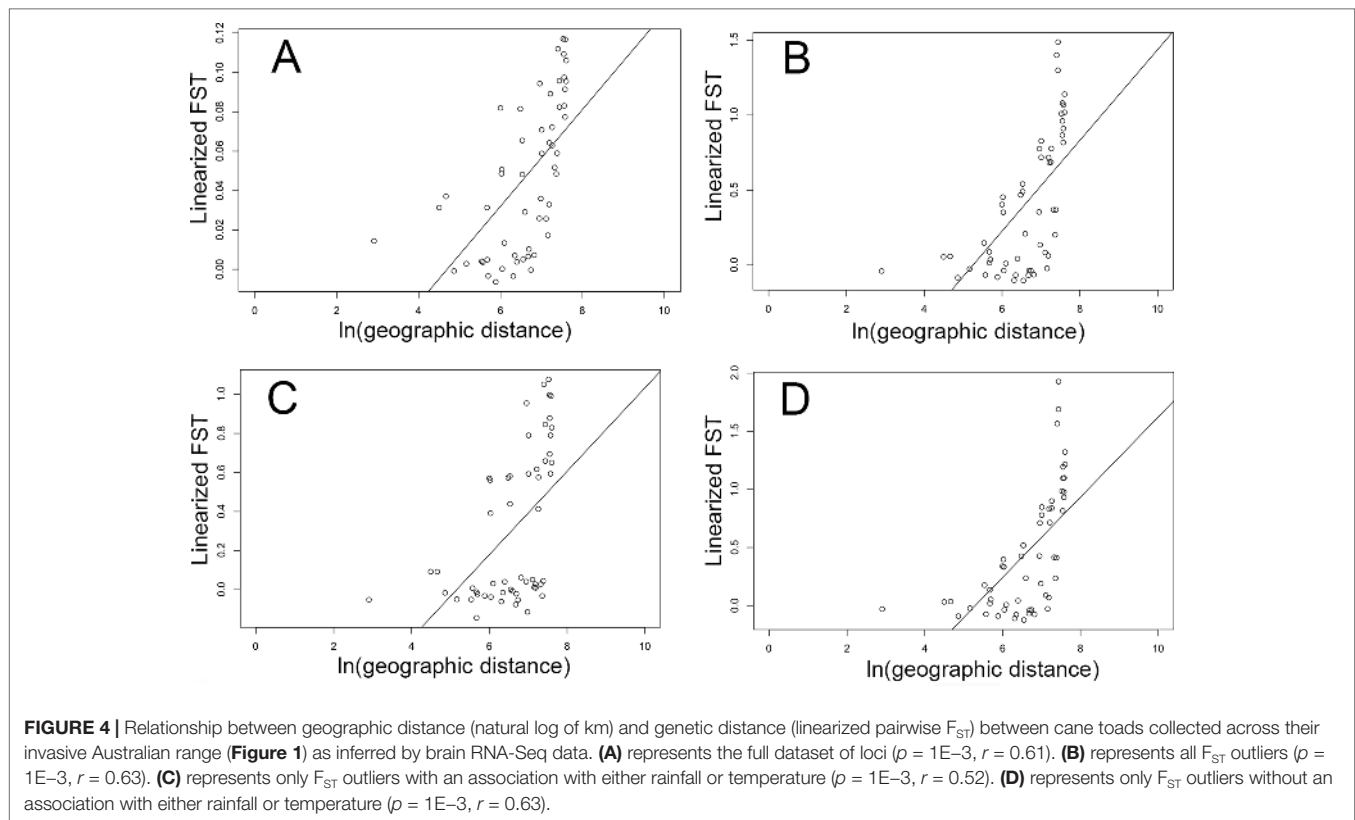 A
Linearized FST
0.00 0.02 0.04 0.06 0.08 0.10 0.12
0 2 4 6 8 10
ln(geographic distance)
B
Linearized FST
0.0 0.5 1.0 1.5
0 2 4 6 8 10
ln(geographic distance)
C
Linearized FST
0.0 0.2 0.4 0.6 0.8 1.0
0 2 4 6 8 10
ln(geographic distance)
D
Linearized FST
0.0 0.5 1.0 1.5 2.0
0 2 4 6 8 10
ln(geographic distance)
FIGURE 4 | Relationship between geographic distance (natural log of km) and genetic distance (linearized pairwise FST) between cane toads collected across their
invasive Australian range (Figure 1) as inferred by brain RNA-Seq data. (A) represents the full dataset of loci (p = 1E−3, r = 0.61). (B) represents all FST outliers (p =
1E−3, r = 0.63). (C) represents only FST outliers with an association with either rainfall or temperature (p = 1E−3, r = 0.52). (D) represents only FST outliers without an
association with either rainfall or temperature (p = 1E−3, r = 0.63).